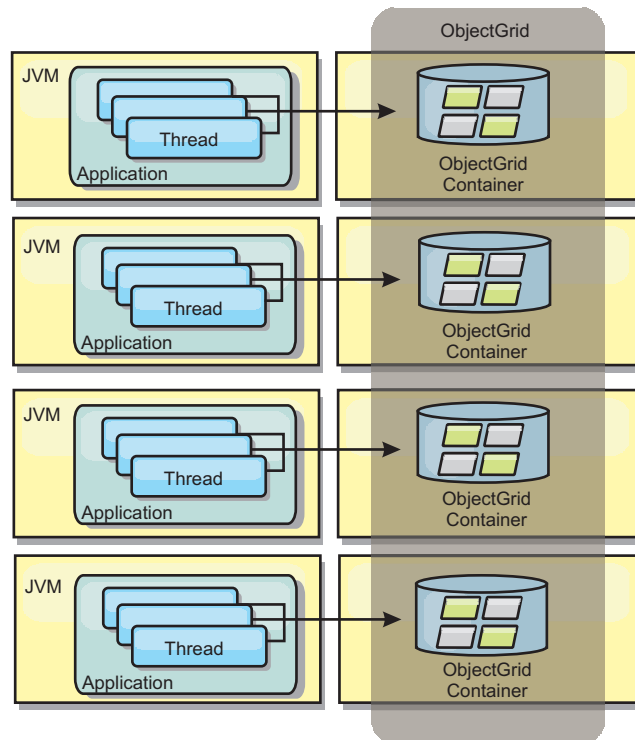 ObjectGrid
JVM
Thread
Application
ObjectGrid
Container
JVM
Thread
Application
ObjectGrid
Container
JVM
Thread
Application
ObjectGrid
Container
JVM
Thread
Application
ObjectGrid
Container